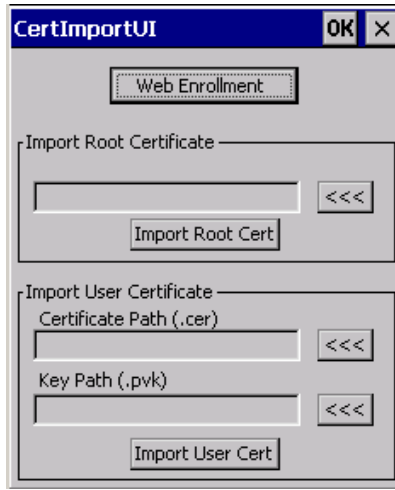 CertImportUI OK ×
Web Enrollment
Import Root Certificate
<<<
Import Root Cert
Import User Certificate
Certificate Path (.cer)
<<<
Key Path (.pvk)
<<<
Import User Cert